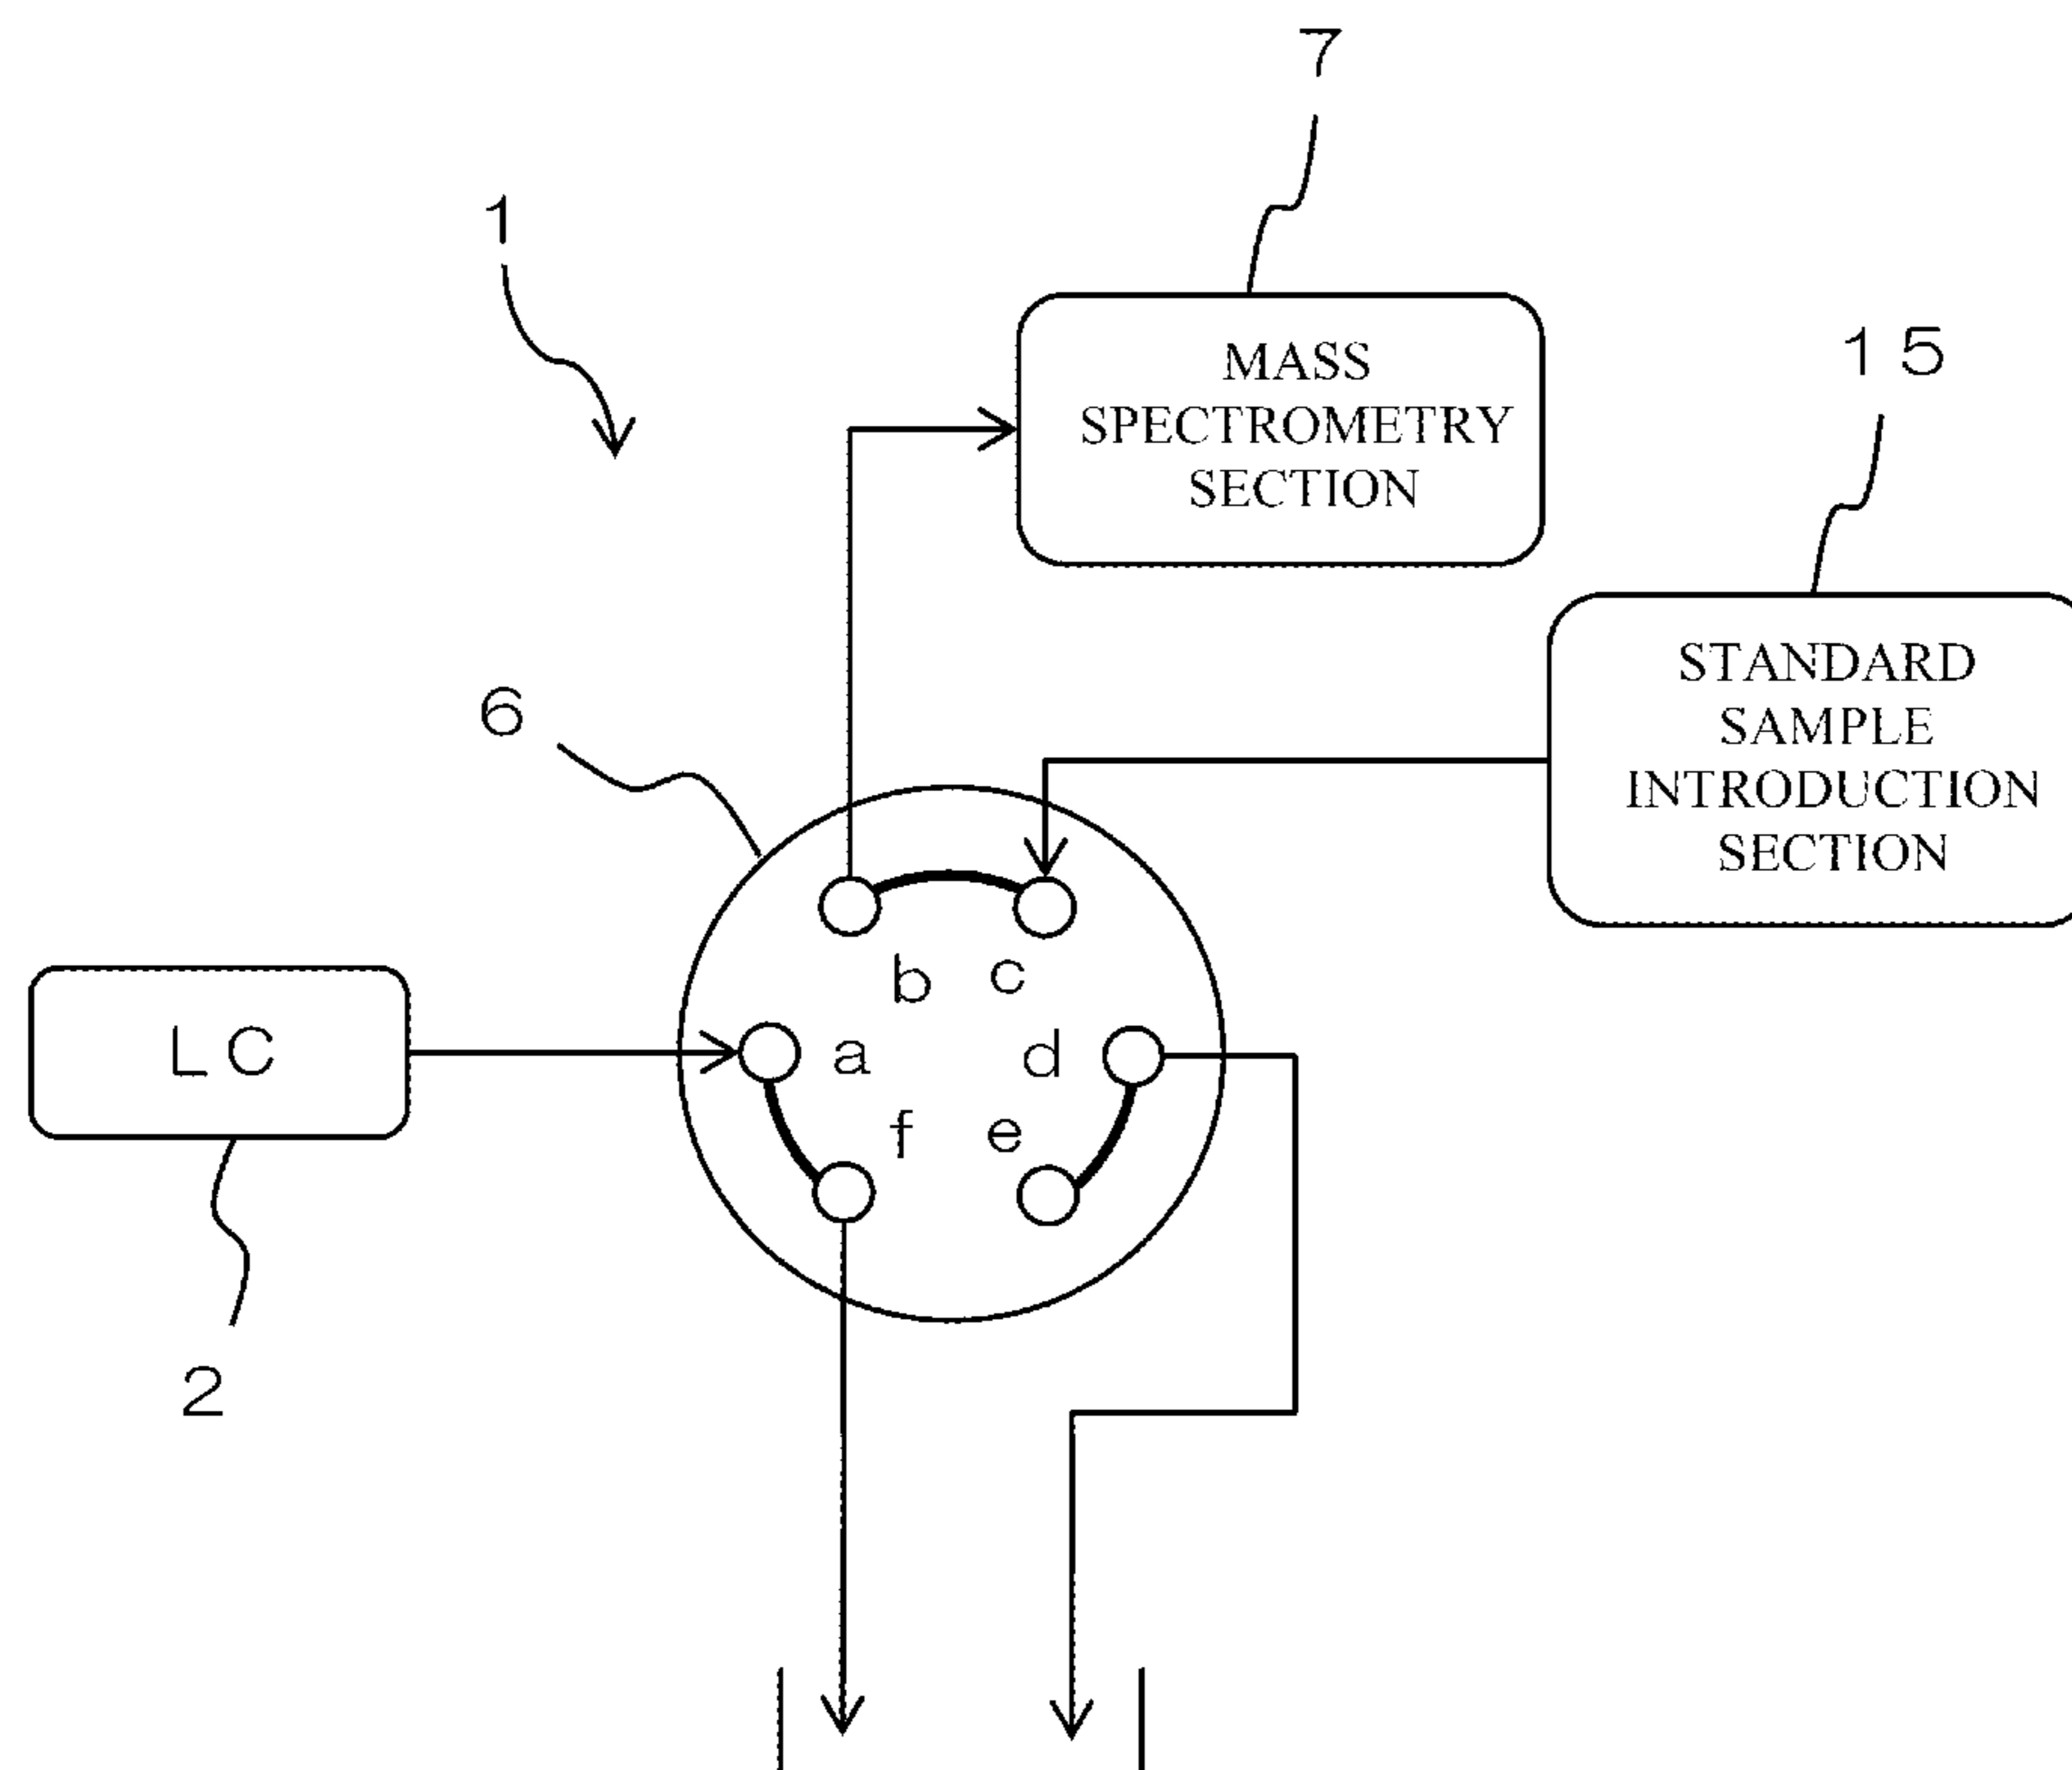 7
1
MASS
SPECTROMETRY
SECTION
15
STANDARD
SAMPLE
INTRODUCTION
SECTION
6
b c
LC
a d
f e
2